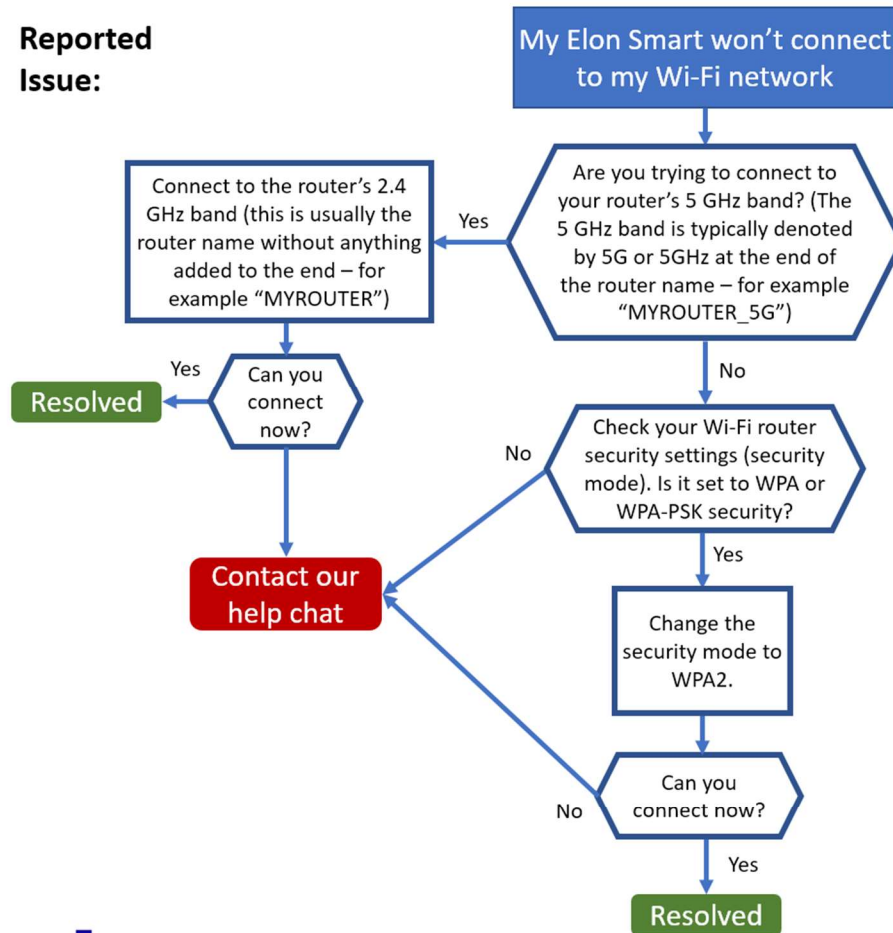 Reported
Issue:
My Elon Smart won’t connect
to my Wi-Fi network
Are you trying to connect to
your router’s 5 GHz band? (The
5 GHz band is typically denoted
by 5G or 5GHz at the end of
the router name – for example
“MYROUTER_5G”)
Yes
Connect to the router’s 2.4
GHz band (this is usually the
router name without anything
added to the end – for
example “MYROUTER”)
Can you
connect
now?
Yes
Resolved
No
Check your Wi-Fi router
security settings (security
mode). Is it set to WPA or
WPA-PSK security?
No
Contact our
help chat
Yes
Change the
security mode to
WPA2.
Can you
connect now?
No
Yes
Resolved